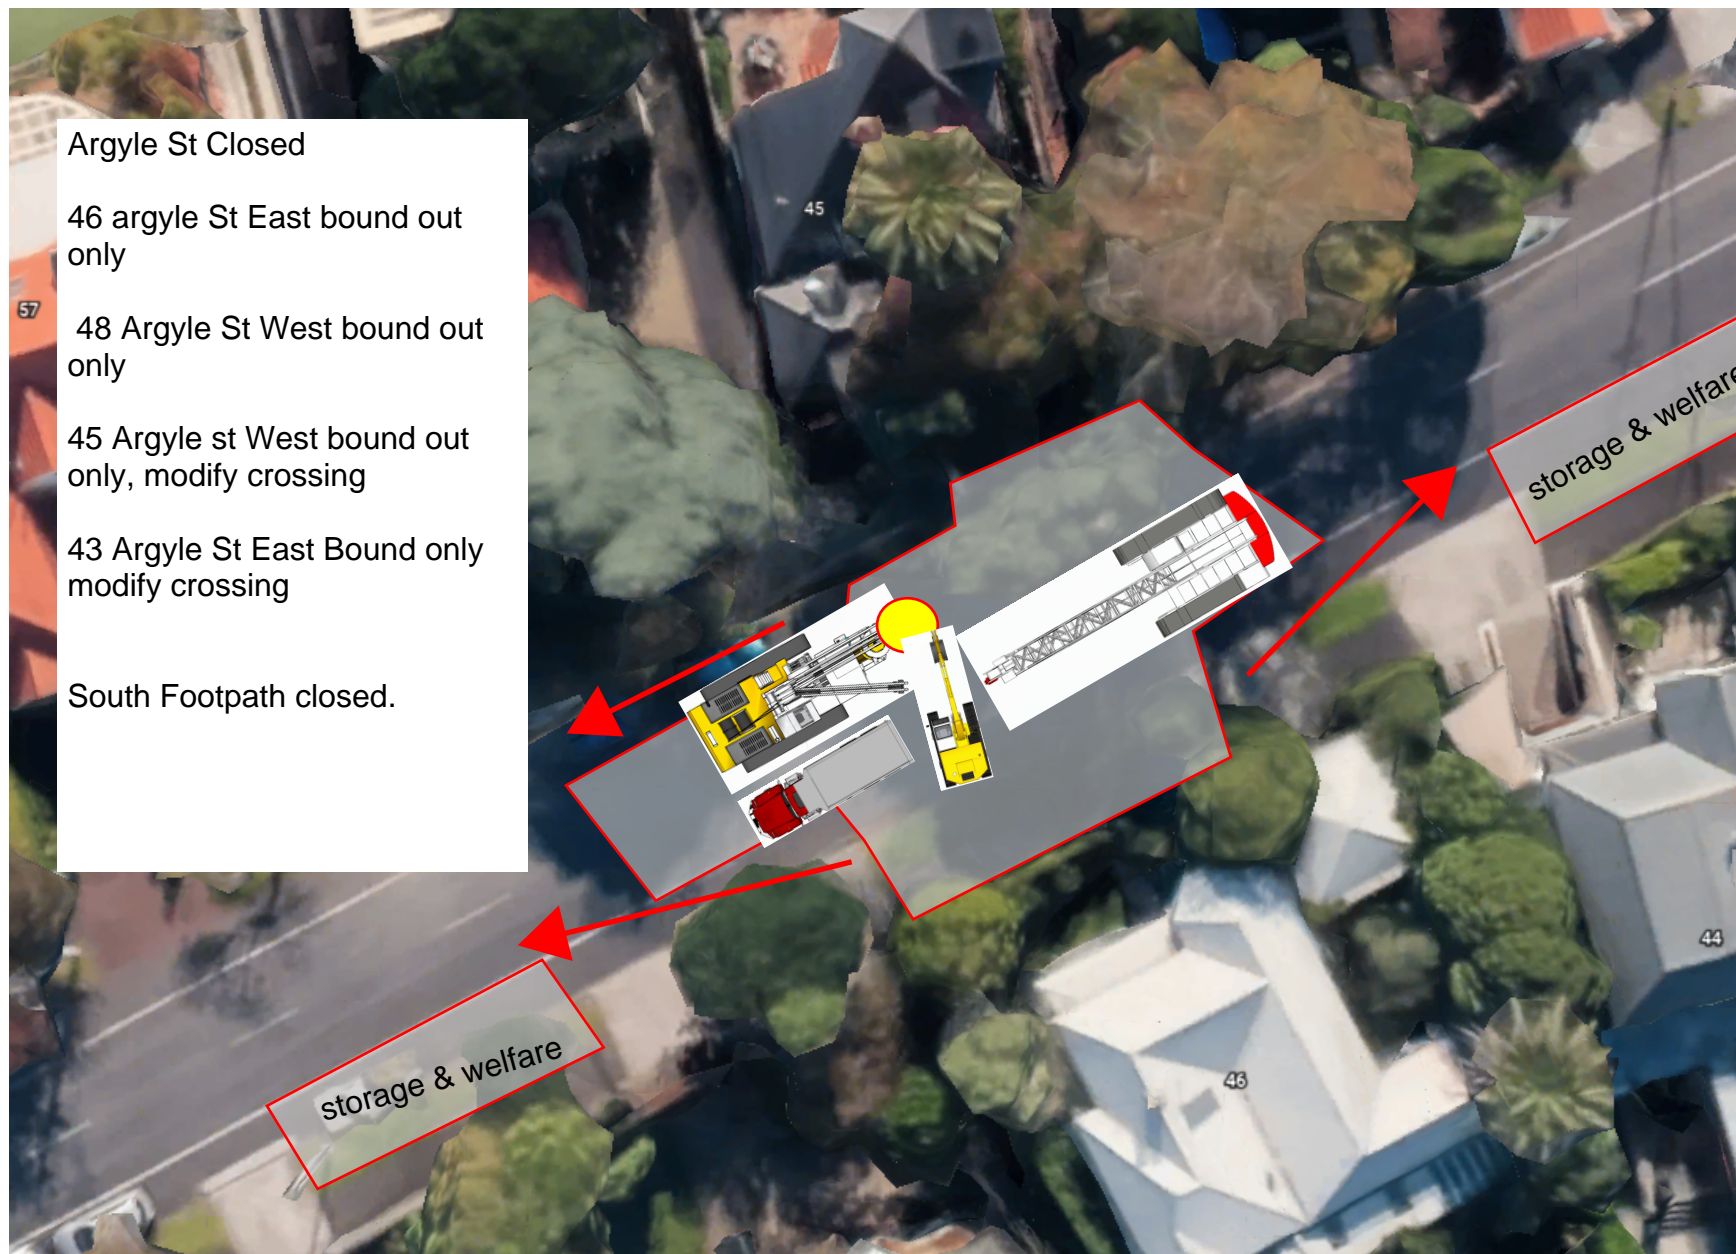 Argyle St Closed
46 argyle St East bound out
only
48 Argyle St West bound out
only
45 Argyle st West bound out
only, modify crossing
43 Argyle St East Bound only
modify crossing
South Footpath closed.
57
45
storage & welfare
44
46
storage & welfare